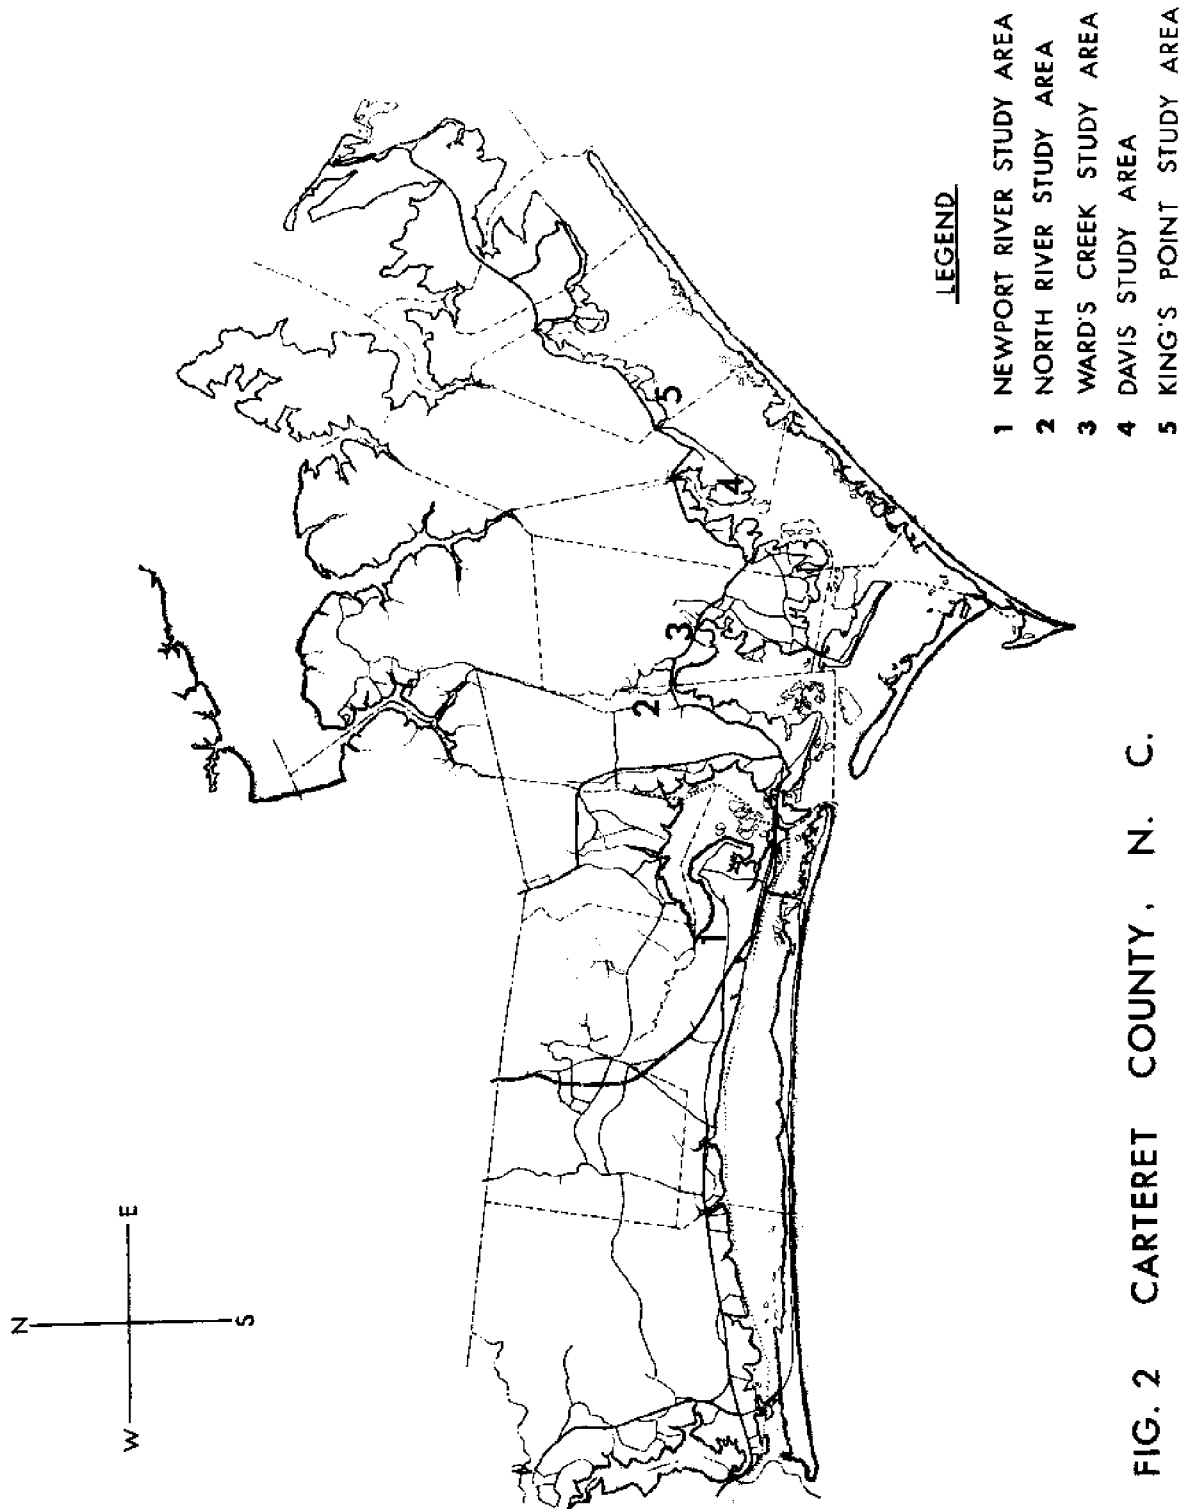 N
W E
S
1
2
3
4
5
LEGEND
1 NEWPORT RIVER STUDY AREA
2 NORTH RIVER STUDY AREA
3 WARD'S CREEK STUDY AREA
4 DAVIS STUDY AREA
5 KING'S POINT STUDY AREA
FIG. 2 CARTERET COUNTY, N. C.